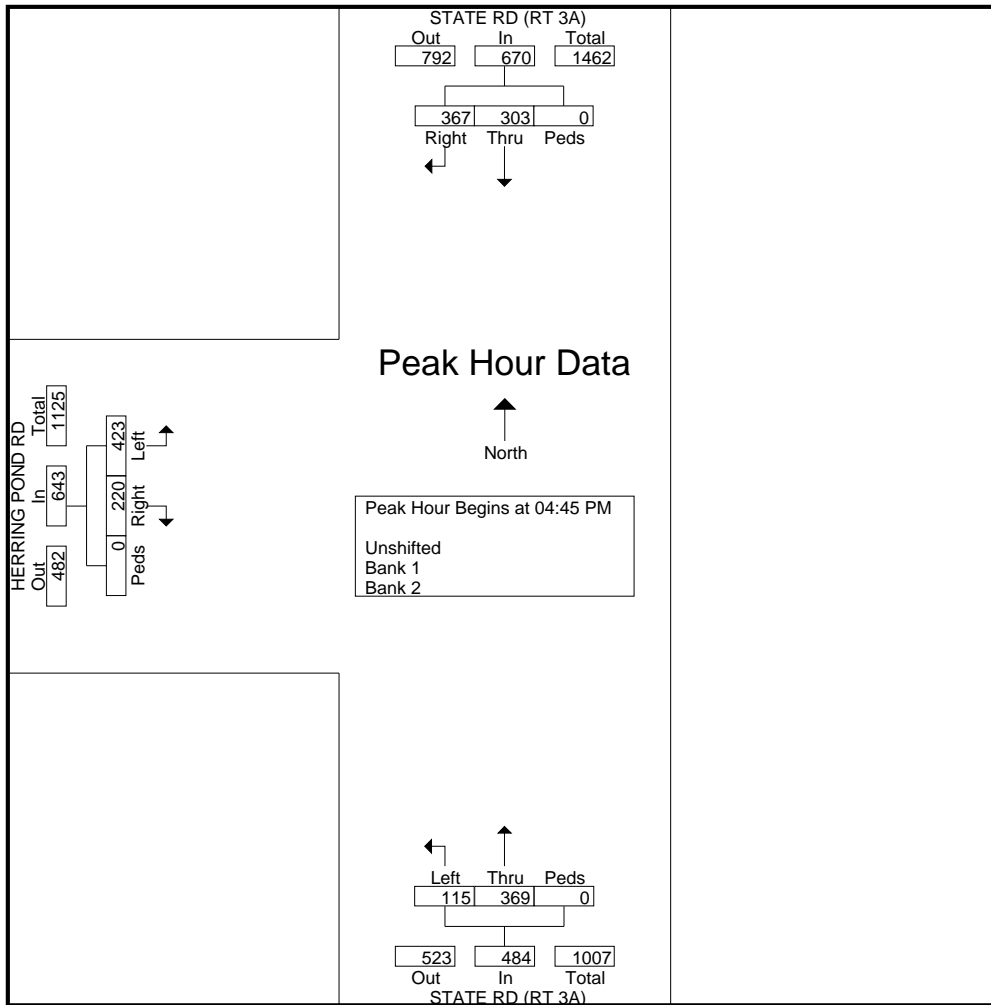 STATE RD (RT 3A)
Out In Total
792 670 1462
367 303 0
Right Thru Peds
Peak Hour Data
North
Peak Hour Begins at 04:45 PM
Unshifted
Bank 1
Bank 2
HERRING POND RD
Out In Total
482 643 1125
0 220 423
Peds Right Left
Left Thru Peds
115 369 0
523 484 1007
Out In Total
STATE RD (RT 3A)